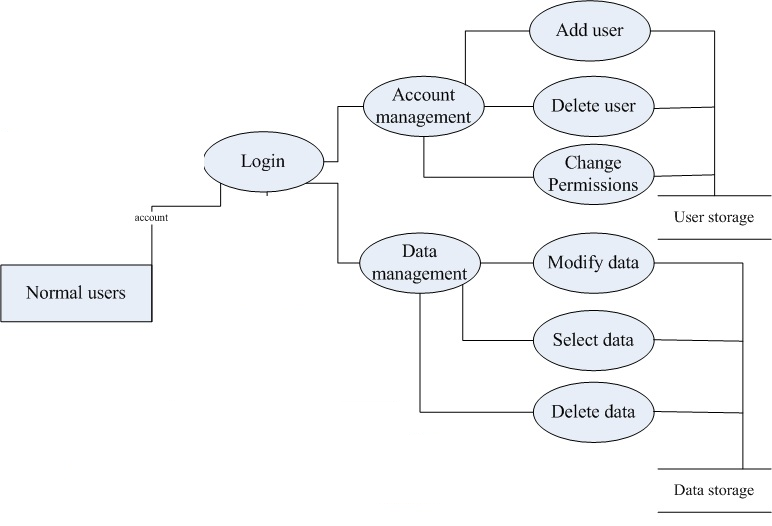 Add user
Account
management
Delete user
Login
Change
Permissions
account
User storage
Data
management
Modify data
Normal users
Select data
Delete data
Data storage